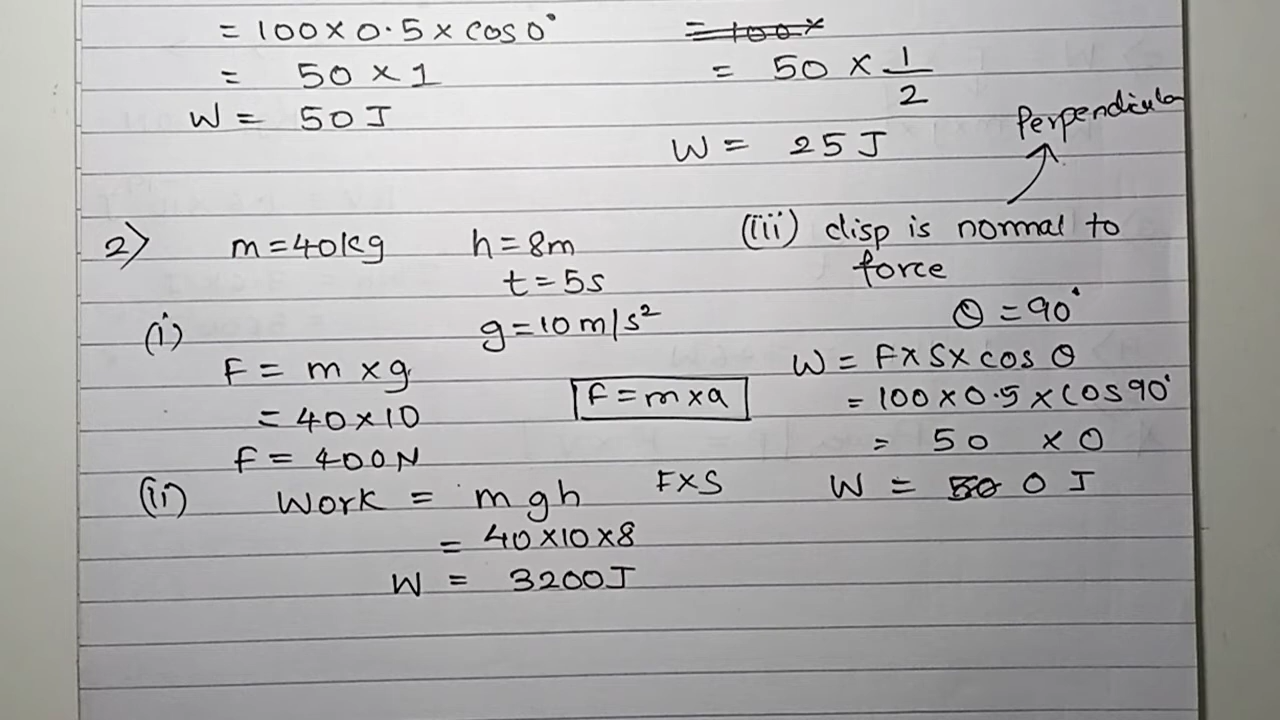 = 100 × 0.5 × cos 0°
= 50 × 1
W = 50 J
= 100 ×
= 50 × 1/2
W = 25 J
Perpendicular
(iii) disp is normal to
force
θ = 90°
W = F × S × cos θ
= 100 × 0.5 × cos 90°
= 50 × 0
W = 50 0 J
2) m = 40kg h = 8m
t = 5s
g = 10 m/s²
(i)
F = m × g
= 40 × 10
F = 400N
F = m × a
(ii) Work = mgh F×S
= 40×10×8
W = 3200J